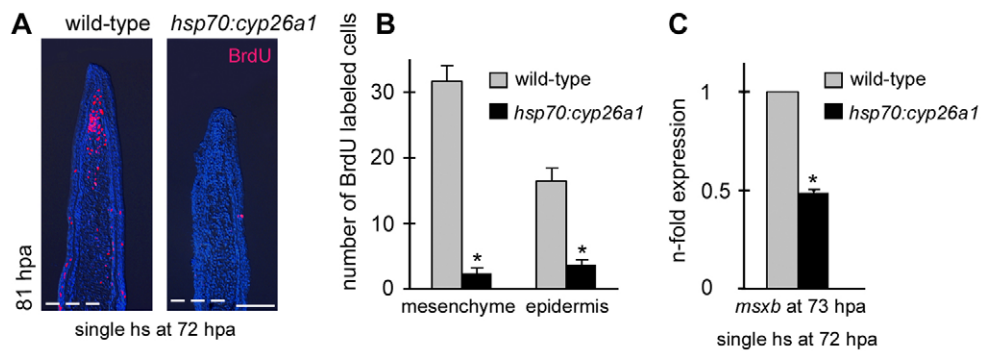 A
wild-type
hsp70:cyp26a1
BrdU
81 hpa
single hs at 72 hpa
B
number of BrdU labeled cells
30
20
10
0
wild-type
hsp70:cyp26a1
*
*
mesenchyme
epidermis
C
n-fold expression
1
0.5
0
wild-type
hsp70:cyp26a1
*
msxb at 73 hpa
single hs at 72 hpa